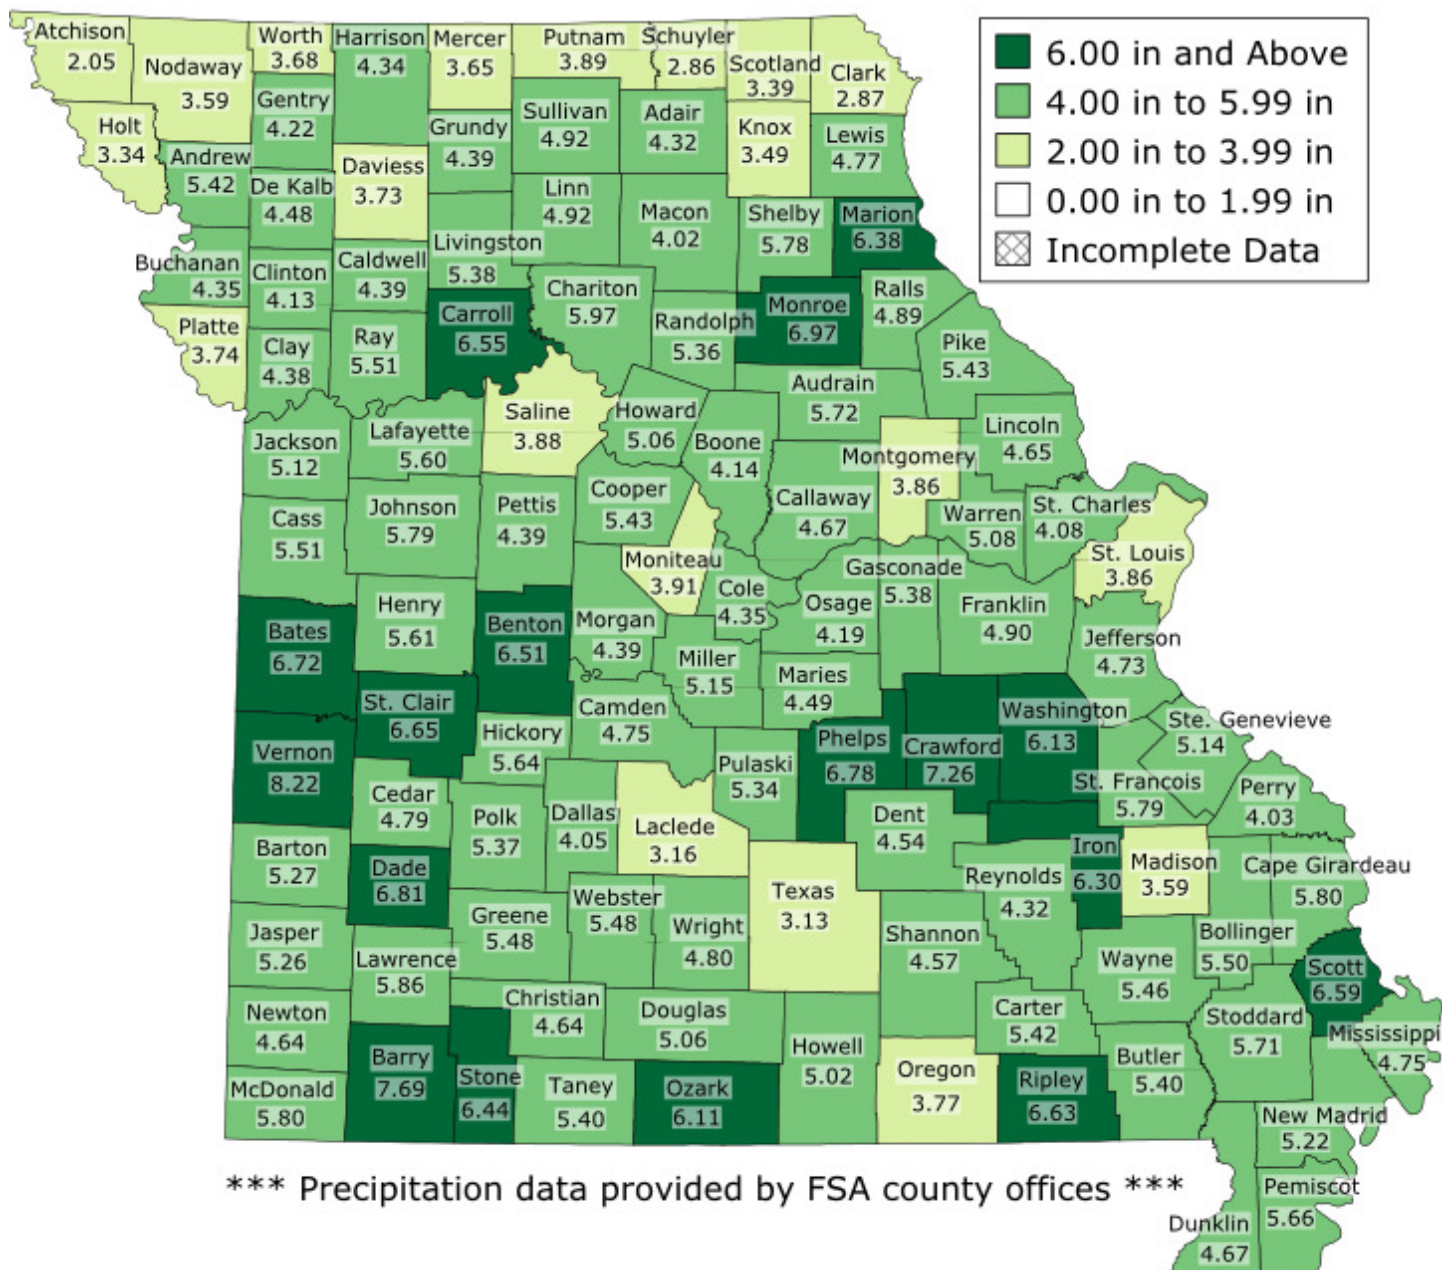 Atchison
2.05
Nodaway
3.59
Worth
3.68
Harrison
4.34
Mercer
3.65
Putnam
3.89
Schuyler
2.86
Scotland
3.39
Clark
2.87
6.00 in and Above
4.00 in to 5.99 in
2.00 in to 3.99 in
0.00 in to 1.99 in
Incomplete Data
Holt
3.34
Gentry
4.22
Andrew
5.42
De Kalb
4.48
Daviess
3.73
Grundy
4.39
Sullivan
4.92
Adair
4.32
Knox
3.49
Lewis
4.77
Linn
4.92
Macon
4.02
Shelby
5.78
Marion
6.38
Buchanan
4.35
Clinton
4.13
Caldwell
4.39
Livingston
5.38
Chariton
5.97
Randolph
5.36
Monroe
6.97
Ralls
4.89
Platte
3.74
Clay
4.38
Ray
5.51
Carroll
6.55
Pike
5.43
Audrain
5.72
Saline
3.88
Howard
5.06
Boone
4.14
Lincoln
4.65
Jackson
5.12
Lafayette
5.60
Montgomery
3.86
Callaway
4.67
Cooper
5.43
Cass
5.51
Johnson
5.79
Pettis
4.39
Warren
5.08
St. Charles
4.08
St. Louis
3.86
Moniteau
3.91
Cole
4.35
Gasconade
5.38
Osage
4.19
Franklin
4.90
Jefferson
4.73
Bates
6.72
Henry
5.61
Benton
6.51
Morgan
4.39
Miller
5.15
Maries
4.49
St. Clair
6.65
Hickory
5.64
Camden
4.75
Vernon
8.22
Pulaski
5.34
Phelps
6.78
Crawford
7.26
Washington
6.13
Ste. Genevieve
5.14
St. Francois
5.79
Perry
4.03
Cedar
4.79
Polk
5.37
Dallas
4.05
Laclede
3.16
Dent
4.54
Iron
6.30
Madison
3.59
Cape Girardeau
5.80
Barton
5.27
Dade
6.81
Greene
5.48
Webster
5.48
Wright
4.80
Texas
3.13
Reynolds
4.32
Shannon
4.57
Jasper
5.26
Lawrence
5.86
Wayne
5.46
Bollinger
5.50
Scott
6.59
Newton
4.64
Christian
4.64
Douglas
5.06
Howell
5.02
Carter
5.42
Stoddard
5.71
Mississippi
4.75
Barry
7.69
Stone
6.44
Taney
5.40
Ozark
6.11
Oregon
3.77
Ripley
6.63
Butler
5.40
McDonald
5.80
New Madrid
5.22
Pemiscot
5.66
Dunklin
4.67
*** Precipitation data provided by FSA county offices ***